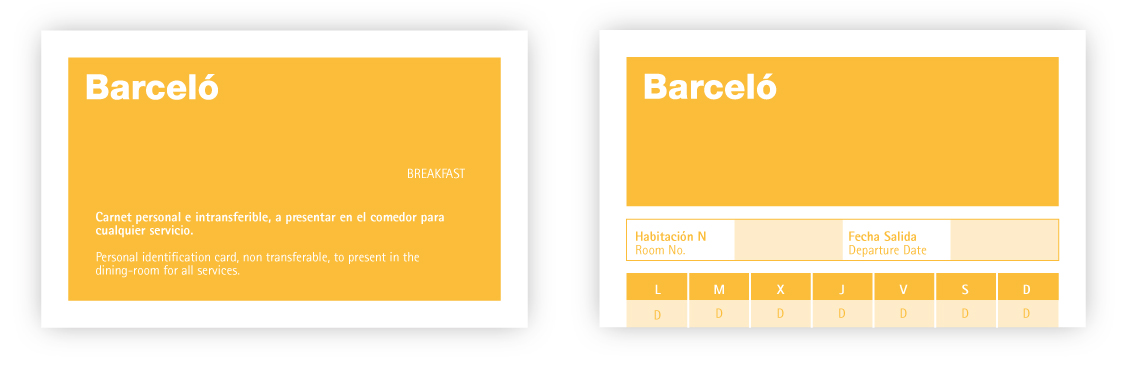 Barceló
BREAKFAST
Carnet personal e intransferible, a presentar en el comedor para
cualquier servicio.
Personal identification card, non transferable, to present in the
dining-room for all services.
Barceló
Habitación N
Room No.
Fecha Salida
Departure Date
L M X J V S D
D D D D D D D